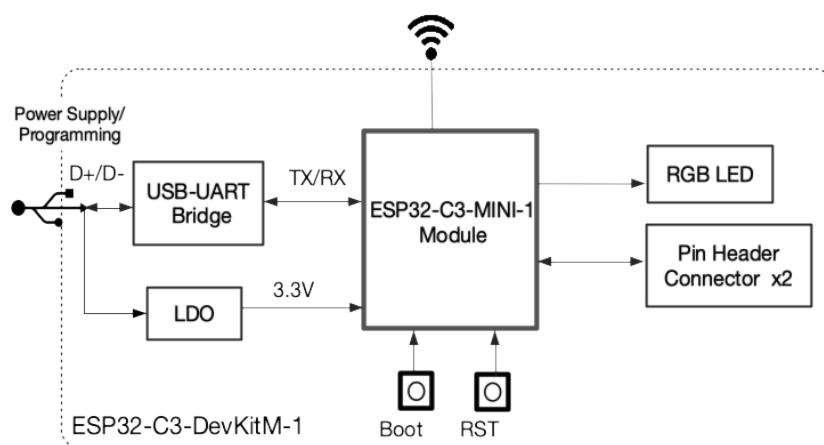 Power Supply/
Programming
D+/D-
USB-UART
Bridge
TX/RX
ESP32-C3-MINI-1
Module
RGB LED
Pin Header
Connector x2
LDO
3.3V
Boot
RST
ESP32-C3-DevKitM-1